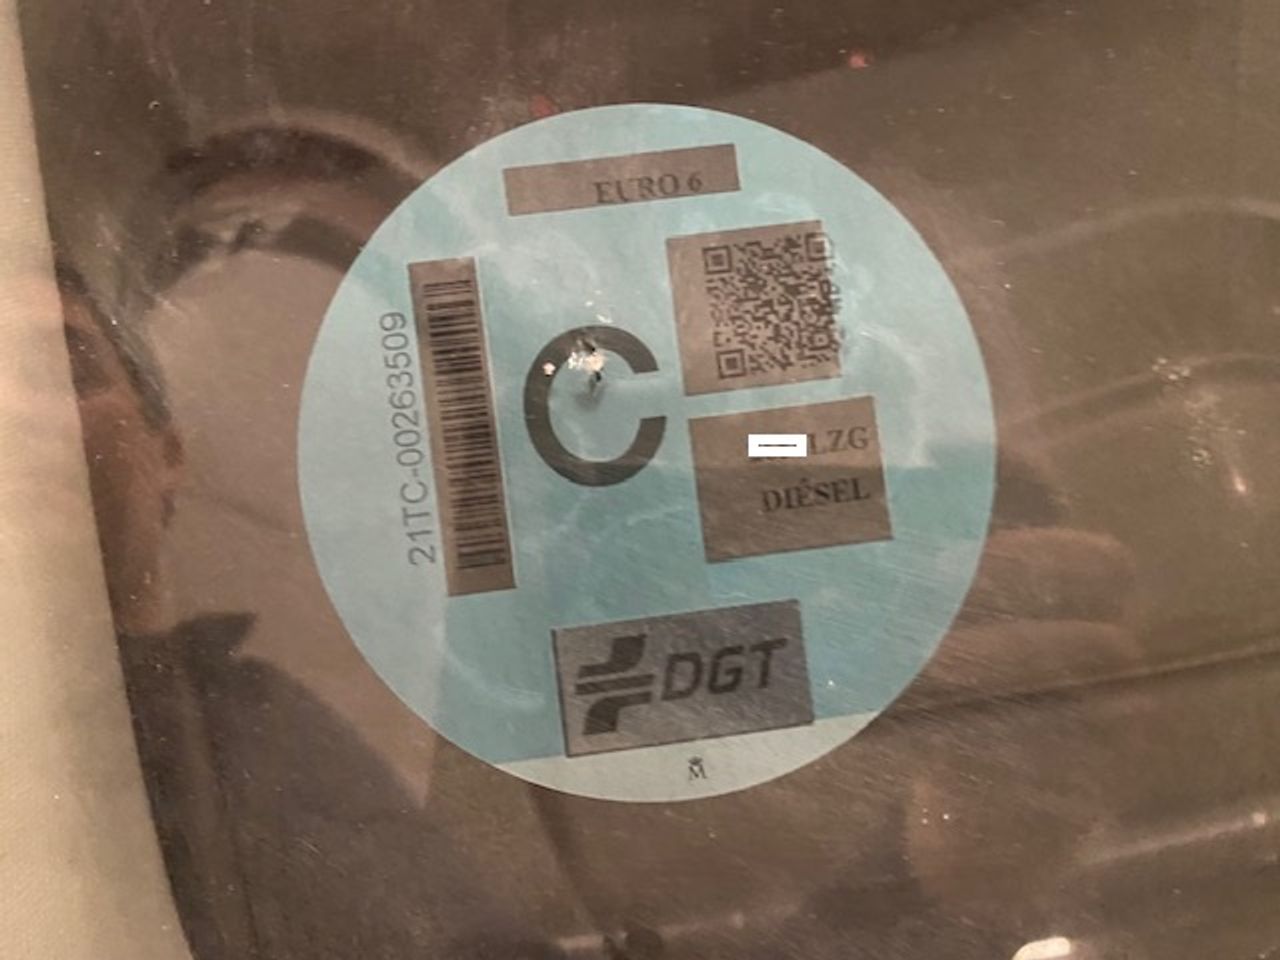 EURO 6
21TC-00263509
C
LZG
DIÉSEL
DGT
M